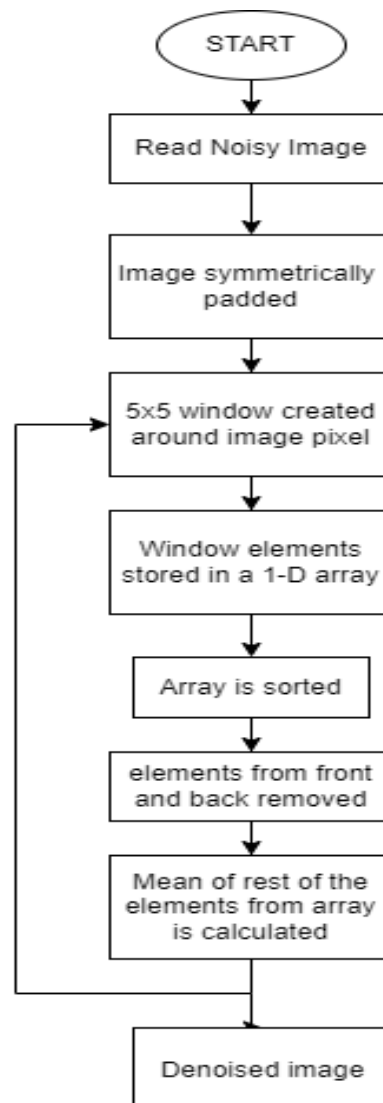 START
Read Noisy Image
Image symmetrically
padded
5x5 window created
around image pixel
Window elements
stored in a 1-D array
Array is sorted
elements from front
and back removed
Mean of rest of the
elements from array
is calculated
Denoised image